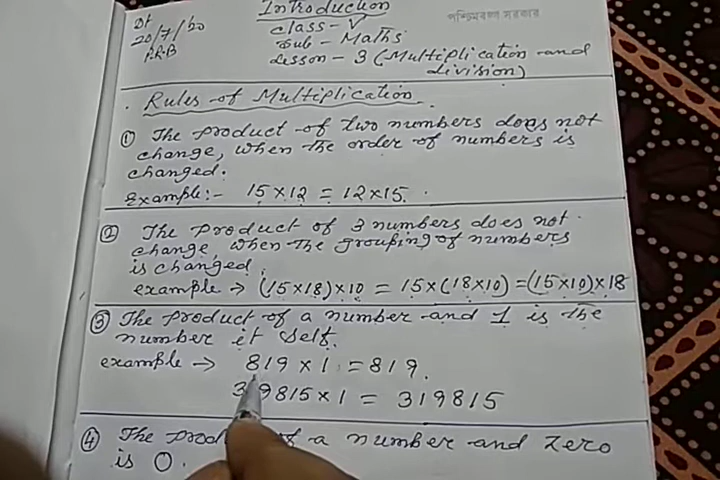 Introduction
পশ্চিমবঙ্গ সরকার
Dt
20/7/20
P.R.B
class - V
Sub - Maths
Lesson - 3 (Multiplication and
division)
Rules of Multiplication
① The product of two numbers does not
change, when the order of numbers is
changed.
Example:- 15 × 12 = 12 × 15.
② The product of 3 numbers does not
change, when the grouping of numbers
is changed.
example → (15×18)×10 = 15×(18×10) = (15×10)×18
③ The product of a number and 1 is the
number it self.
example → 819 × 1 = 819.
319815 × 1 = 319815
④ The of a number and zero
is 0.